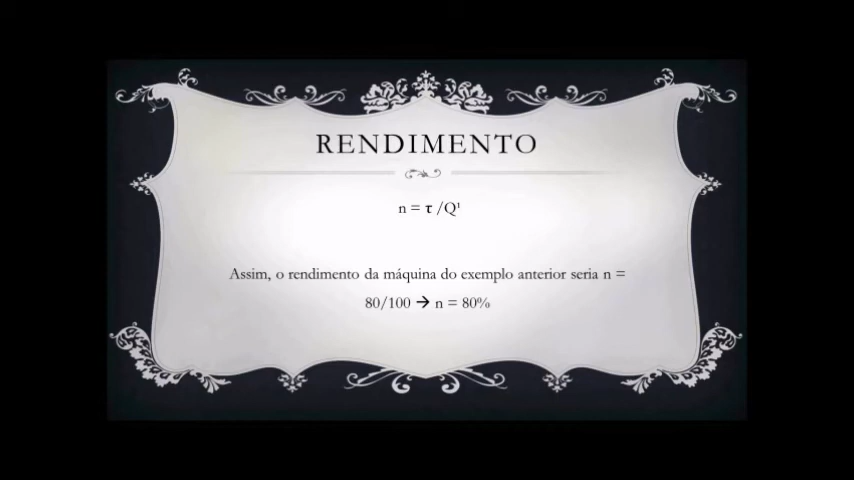 RENDIMENTO
n = τ /Q¹
Assim, o rendimento da máquina do exemplo anterior seria n =
80/100 → n = 80%